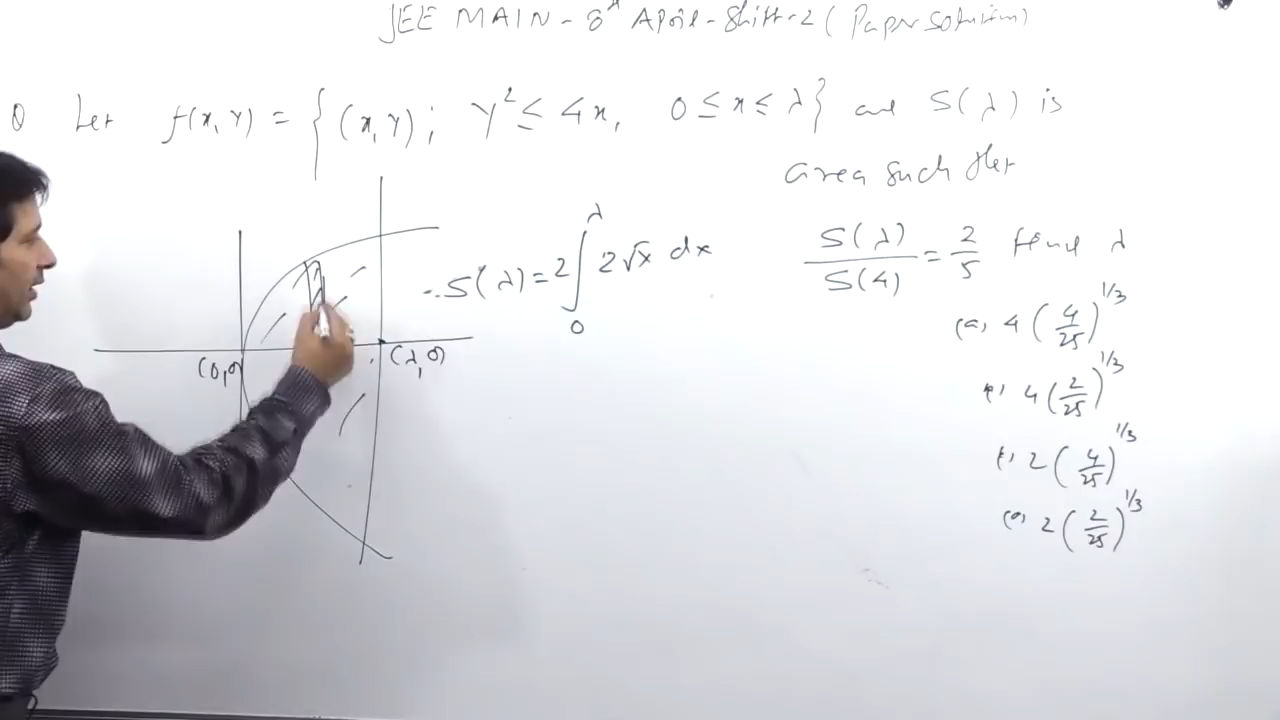 JEE MAIN - 8th April - Shift-2 (Paper solution)
Q Let f(x, y) = { (x, y); y² ≤ 4x, 0 ≤ x ≤ λ } and S(λ) is
area such that
S(λ)/S(4) = 2/5 find λ
S(λ) = 2 ∫₀^λ 2√x dx
(0,0)
(λ,0)
(a) 4 (4/25)^1/3
4 (2/25)^1/3
2 (4/25)^1/3
2 (2/25)^1/3